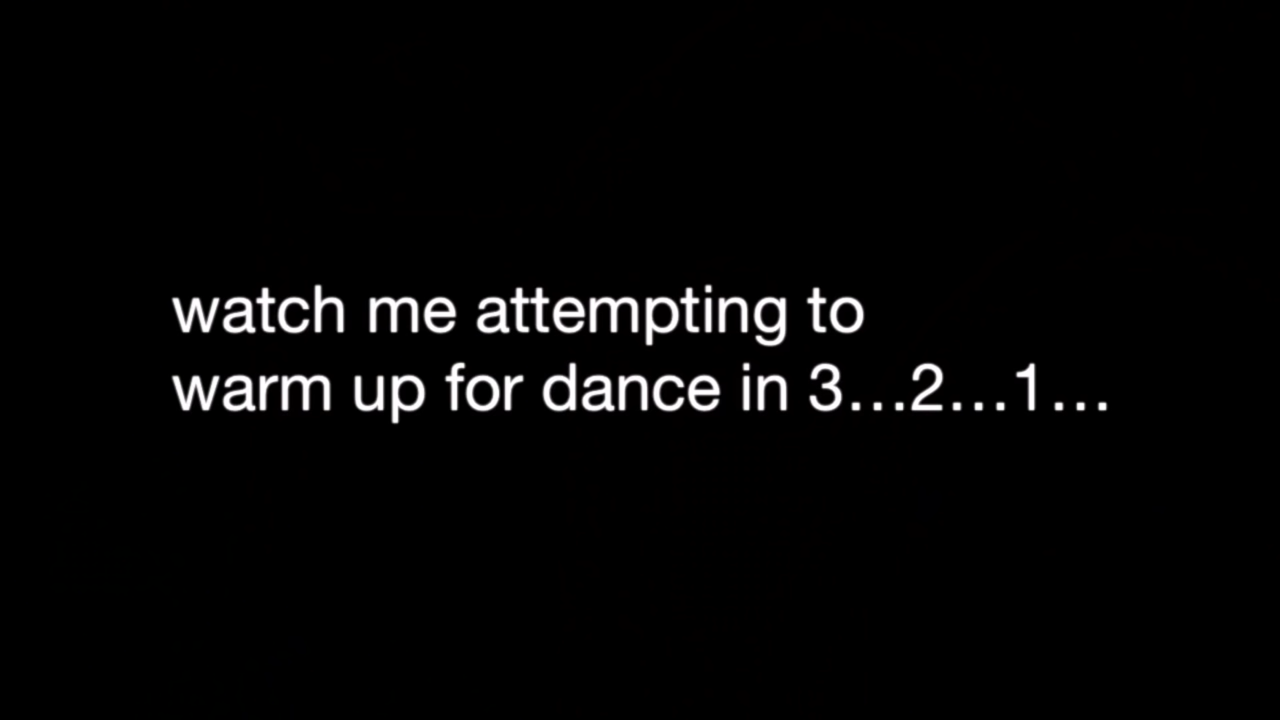 watch me attempting to
warm up for dance in 3...2...1...